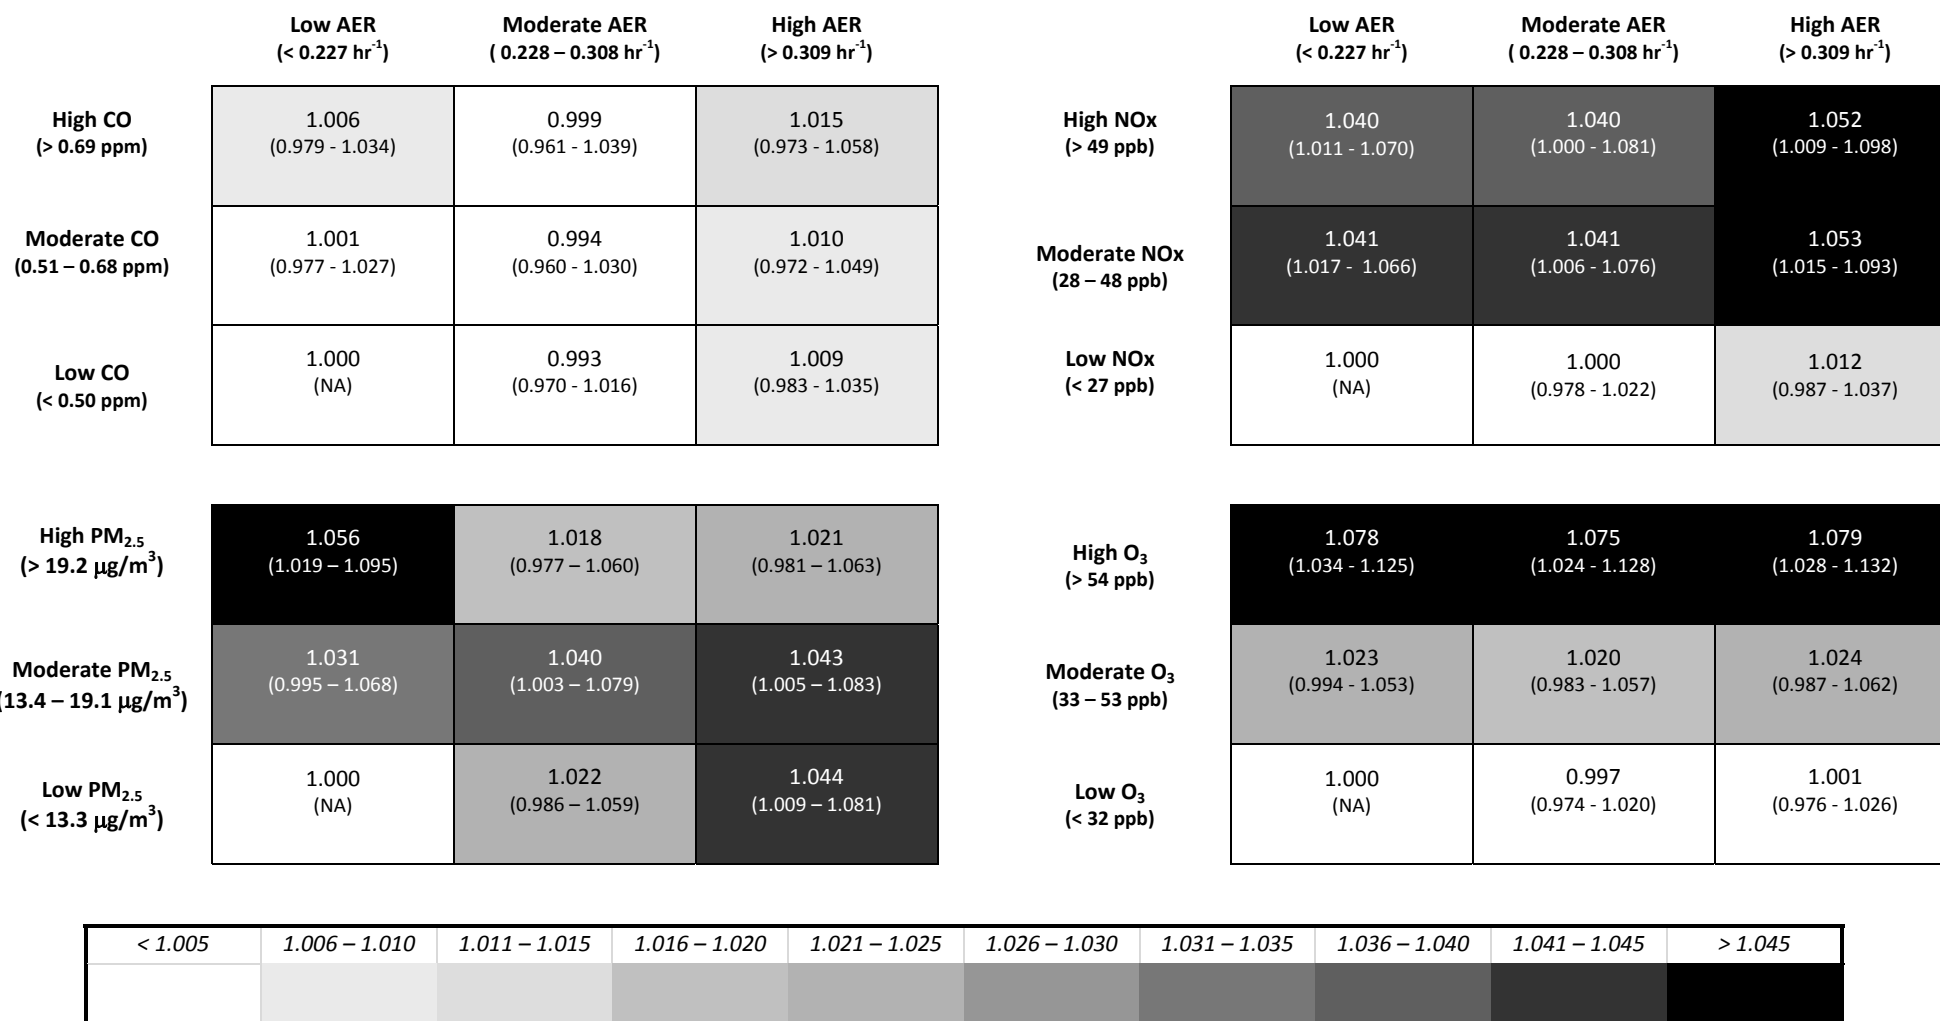 Low AER Moderate AER High AER Low AER Moderate AER High AER
(< 0.227 hr⁻¹) ( 0.228 – 0.308 hr⁻¹) (> 0.309 hr⁻¹) (< 0.227 hr⁻¹) ( 0.228 – 0.308 hr⁻¹) (> 0.309 hr⁻¹)
High CO 1.006 0.999 1.015 High NOx 1.040 1.040 1.052
(> 0.69 ppm) (0.979 - 1.034) (0.961 - 1.039) (0.973 - 1.058) (> 49 ppb) (1.011 - 1.070) (1.000 - 1.081) (1.009 - 1.098)
Moderate CO 1.001 0.994 1.010 Moderate NOx 1.041 1.041 1.053
(0.51 – 0.68 ppm) (0.977 - 1.027) (0.960 - 1.030) (0.972 - 1.049) (28 – 48 ppb) (1.017 - 1.066) (1.006 - 1.076) (1.015 - 1.093)
Low CO 1.000 0.993 1.009 Low NOx 1.000 1.000 1.012
(< 0.50 ppm) (NA) (0.970 - 1.016) (0.983 - 1.035) (< 27 ppb) (NA) (0.978 - 1.022) (0.987 - 1.037)
High PM₂.₅ 1.056 1.018 1.021 High O₃ 1.078 1.075 1.079
(> 19.2 µg/m³) (1.019 – 1.095) (0.977 – 1.060) (0.981 – 1.063) (> 54 ppb) (1.034 - 1.125) (1.024 - 1.128) (1.028 - 1.132)
Moderate PM₂.₅ 1.031 1.040 1.043 Moderate O₃ 1.023 1.020 1.024
(13.4 – 19.1 µg/m³) (0.995 – 1.068) (1.003 – 1.079) (1.005 – 1.083) (33 – 53 ppb) (0.994 - 1.053) (0.983 - 1.057) (0.987 - 1.062)
Low PM₂.₅ 1.000 1.022 1.044 Low O₃ 1.000 0.997 1.001
(< 13.3 µg/m³) (NA) (0.986 – 1.059) (1.009 – 1.081) (< 32 ppb) (NA) (0.974 - 1.020) (0.976 - 1.026)
< 1.005 1.006 – 1.010 1.011 – 1.015 1.016 – 1.020 1.021 – 1.025 1.026 – 1.030 1.031 – 1.035 1.036 – 1.040 1.041 – 1.045 > 1.045